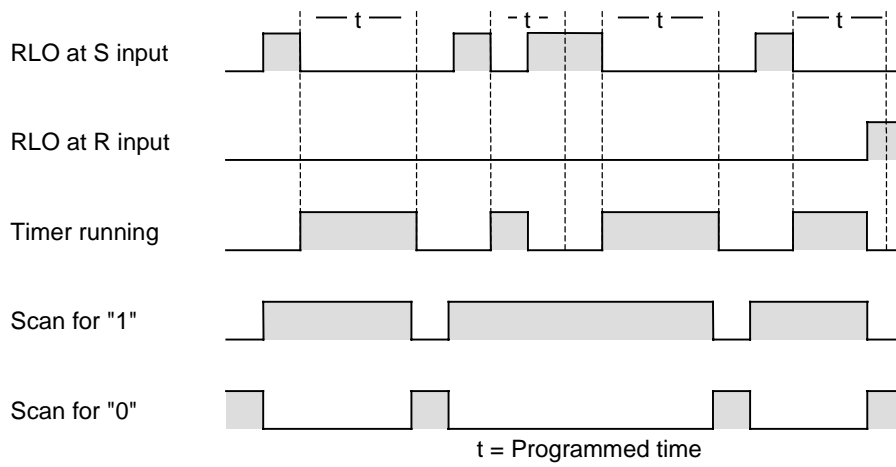 t t t t
RLO at S input
RLO at R input
Timer running
Scan for "1"
Scan for "0"
t = Programmed time